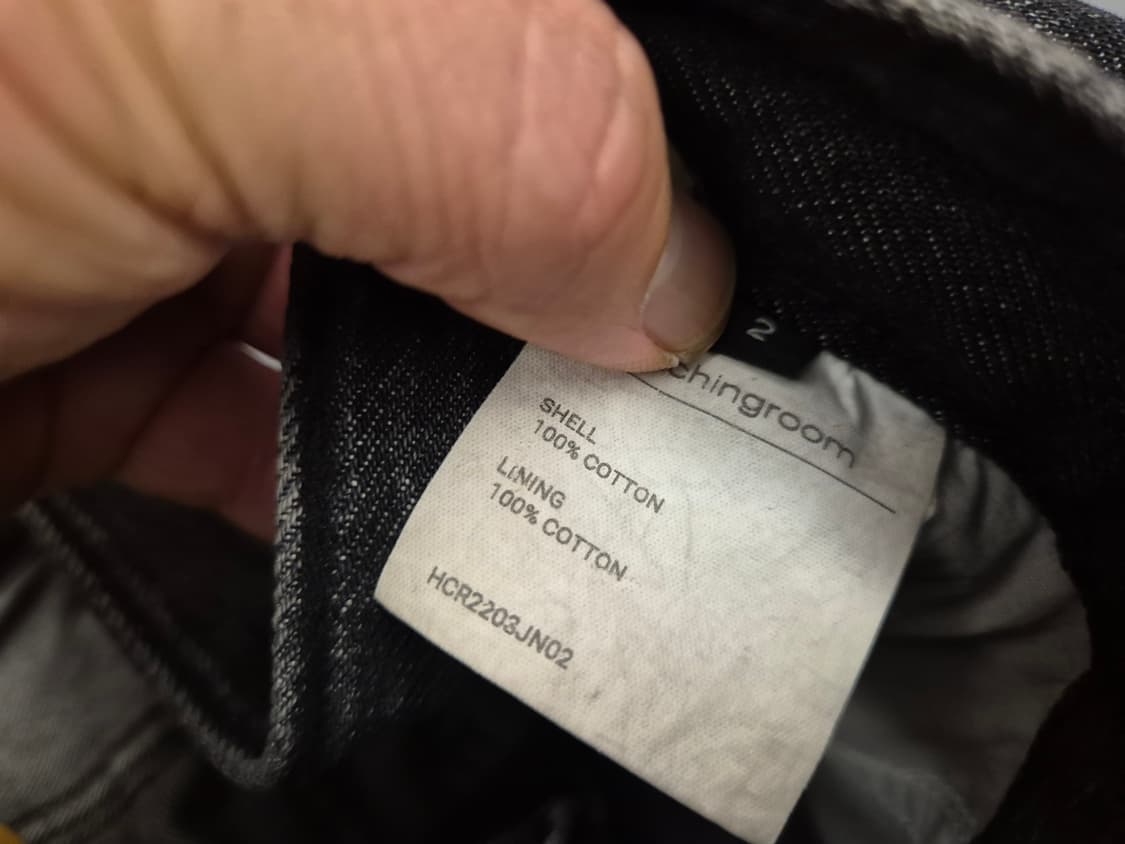 2
chingroom
SHELL
100% COTTON
LINING
100% COTTON
HCR2203JN02